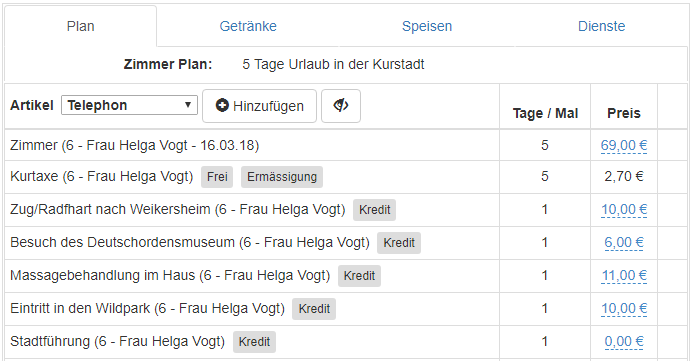 Plan Getränke Speisen Dienste
Zimmer Plan: 5 Tage Urlaub in der Kurstadt
Artikel Telephon Hinzufügen Tage / Mal Preis
Zimmer (6 - Frau Helga Vogt - 16.03.18) 5 69,00 €
Kurtaxe (6 - Frau Helga Vogt) Frei Ermässigung 5 2,70 €
Zug/Radfhart nach Weikersheim (6 - Frau Helga Vogt) Kredit 1 10,00 €
Besuch des Deutschordensmuseum (6 - Frau Helga Vogt) Kredit 1 6,00 €
Massagebehandlung im Haus (6 - Frau Helga Vogt) Kredit 1 11,00 €
Eintritt in den Wildpark (6 - Frau Helga Vogt) Kredit 1 10,00 €
Stadtführung (6 - Frau Helga Vogt) Kredit 1 0,00 €